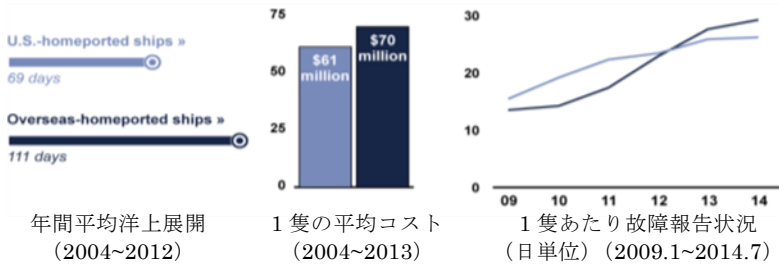 U.S.-homeported ships »
69 days
Overseas-homeported ships »
111 days
年間平均洋上展開
（2004~2012）
75
50
25
0
$61
million
$70
million
1隻の平均コスト
（2004~2013）
30
20
10
0
09 10 11 12 13 14
1隻あたり故障報告状況
（日単位）（2009.1~2014.7）